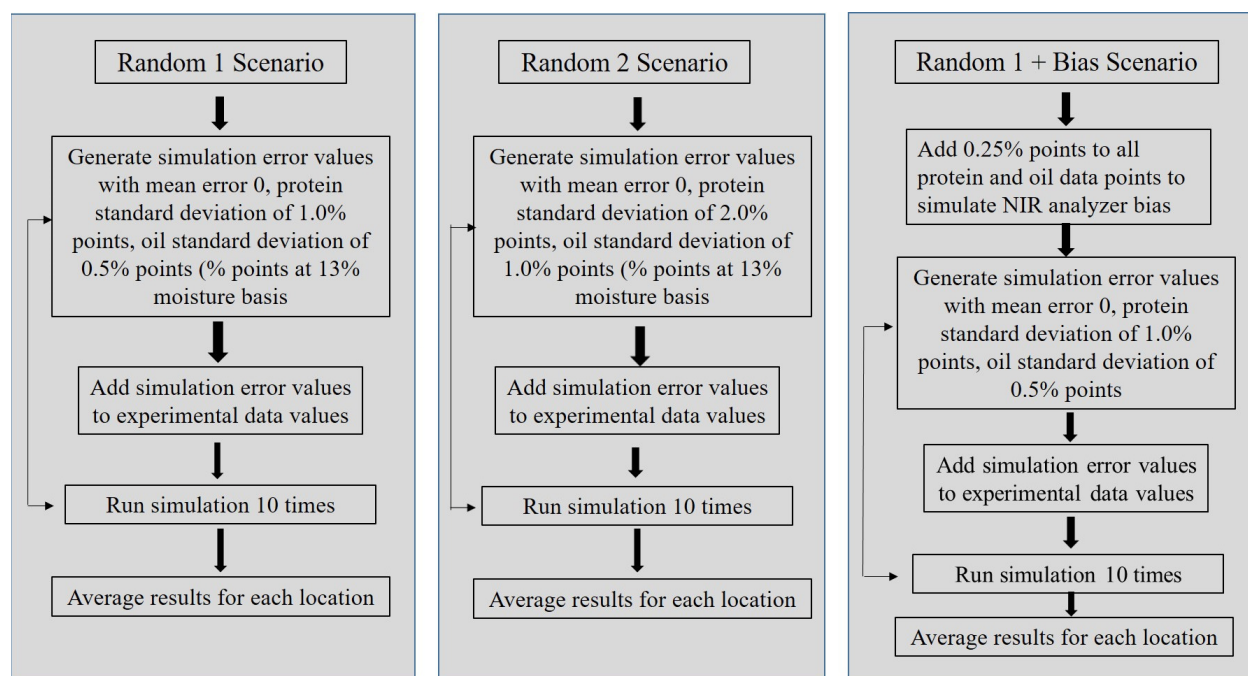 Random 1 Scenario
Generate simulation error values
with mean error 0, protein
standard deviation of 1.0%
points, oil standard deviation of
0.5% points (% points at 13%
moisture basis
Add simulation error values
to experimental data values
Run simulation 10 times
Average results for each location
Random 2 Scenario
Generate simulation error values
with mean error 0, protein
standard deviation of 2.0%
points, oil standard deviation of
1.0% points (% points at 13%
moisture basis
Add simulation error values
to experimental data values
Run simulation 10 times
Average results for each location
Random 1 + Bias Scenario
Add 0.25% points to all
protein and oil data points to
simulate NIR analyzer bias
Generate simulation error values
with mean error 0, protein
standard deviation of 1.0%
points, oil standard deviation of
0.5% points
Add simulation error values
to experimental data values
Run simulation 10 times
Average results for each location